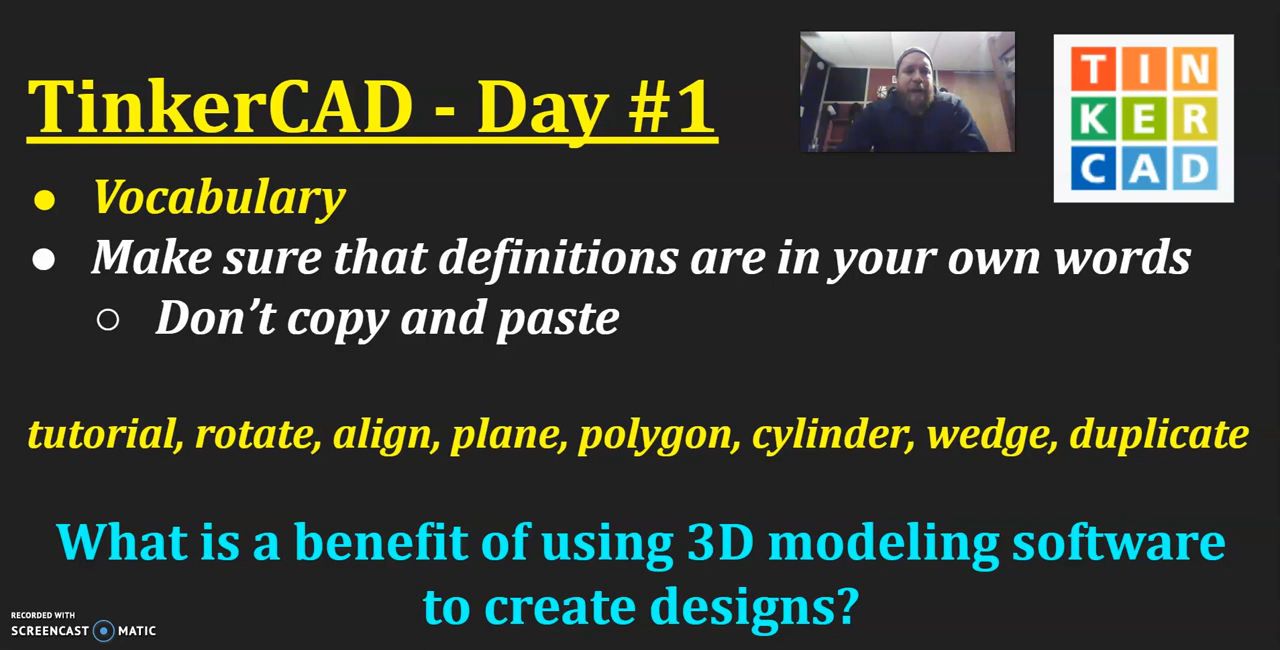 TinkerCAD - Day #1
TIN
KER
CAD
● Vocabulary
● Make sure that definitions are in your own words
○ Don’t copy and paste
tutorial, rotate, align, plane, polygon, cylinder, wedge, duplicate
What is a benefit of using 3D modeling software
to create designs?
RECORDED WITH
SCREENCAST MATIC